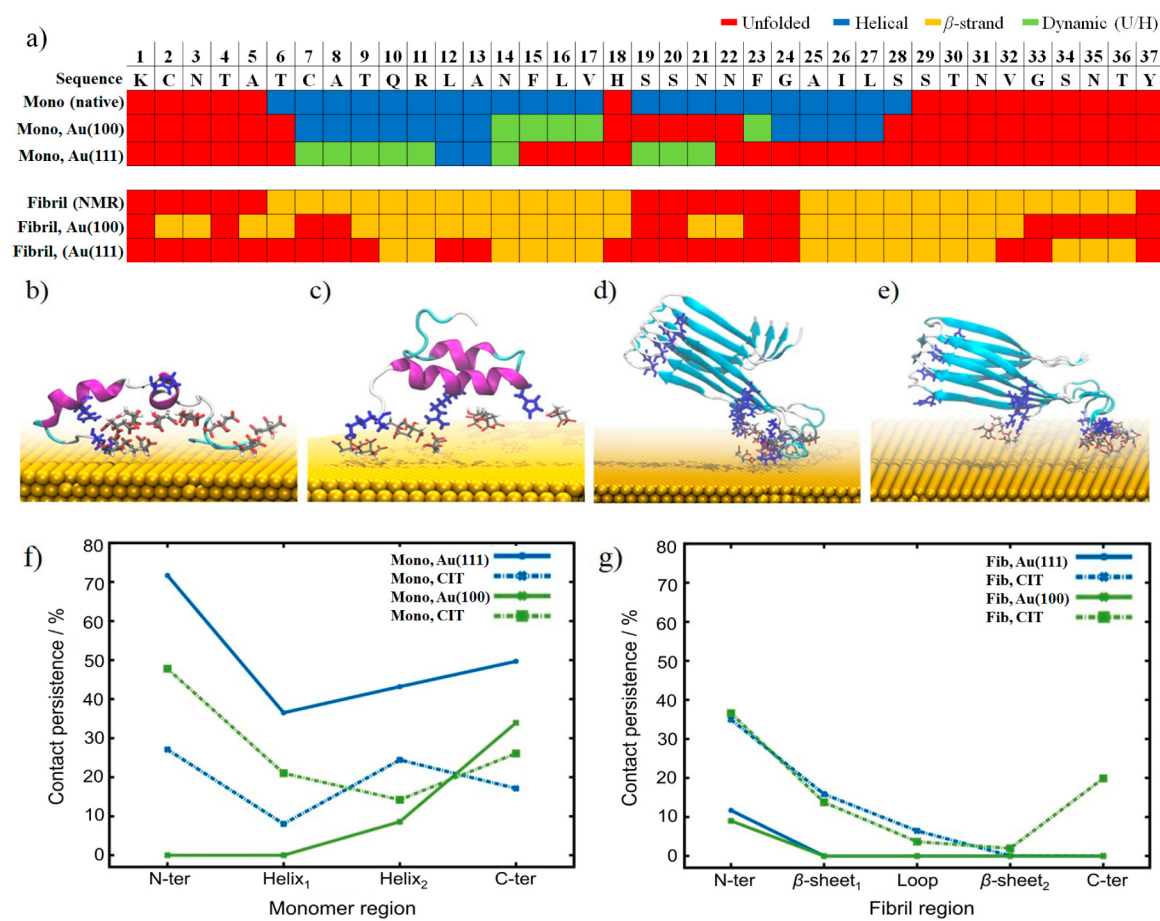 Unfolded Helical β-strand Dynamic (U/H)
a)
1 2 3 4 5 6 7 8 9 10 11 12 13 14 15 16 17 18 19 20 21 22 23 24 25 26 27 28 29 30 31 32 33 34 35 36 37
Sequence K C N T A T C A T Q R L A N F L V H S S N N F G A I L S S T N V G S N T Y
Mono (native)
Mono, Au(100)
Mono, Au(111)
Fibril (NMR)
Fibril, Au(100)
Fibril, (Au(111)
b) c) d) e)
f)
80
70
60
50
40
30
20
10
0
Contact persistence / %
Mono, Au(111)
Mono, CIT
Mono, Au(100)
Mono, CIT
N-ter Helix₁ Helix₂ C-ter
Monomer region
g)
80
70
60
50
40
30
20
10
0
Contact persistence / %
Fib, Au(111)
Fib, CIT
Fib, Au(100)
Fib, CIT
N-ter β-sheet₁ Loop β-sheet₂ C-ter
Fibril region